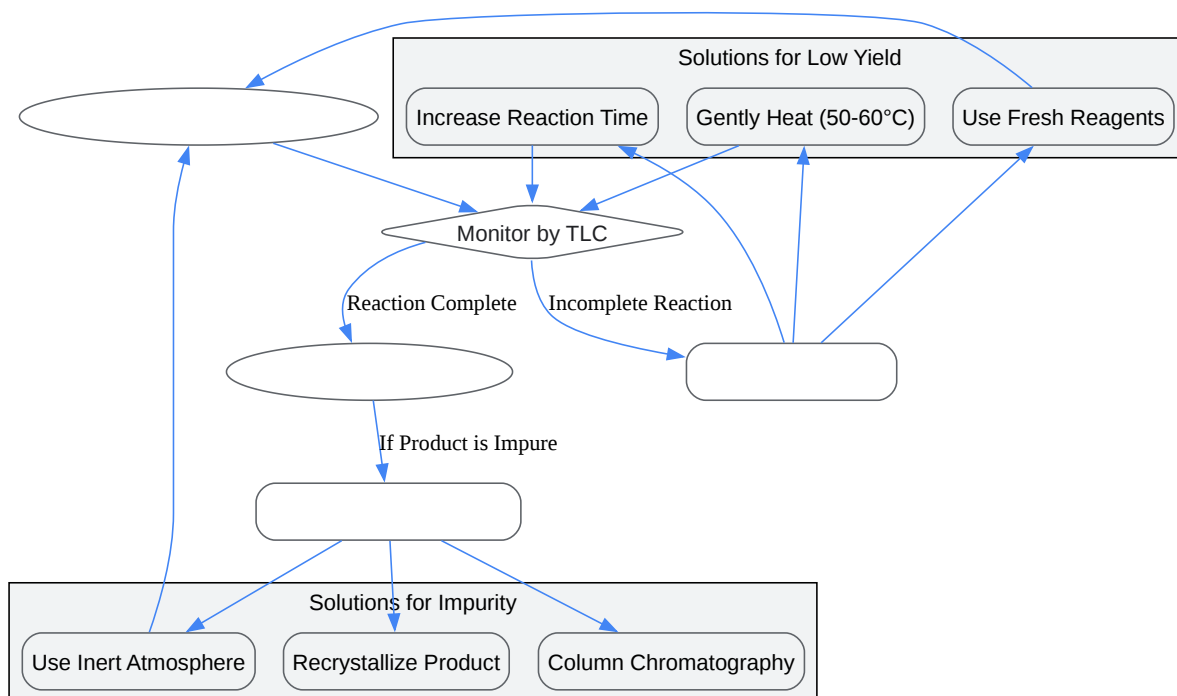 Solutions for Low Yield
Increase Reaction Time
Gently Heat (50-60°C)
Use Fresh Reagents
Monitor by TLC
Reaction Complete
Incomplete Reaction
If Product is Impure
Solutions for Impurity
Use Inert Atmosphere
Recrystallize Product
Column Chromatography